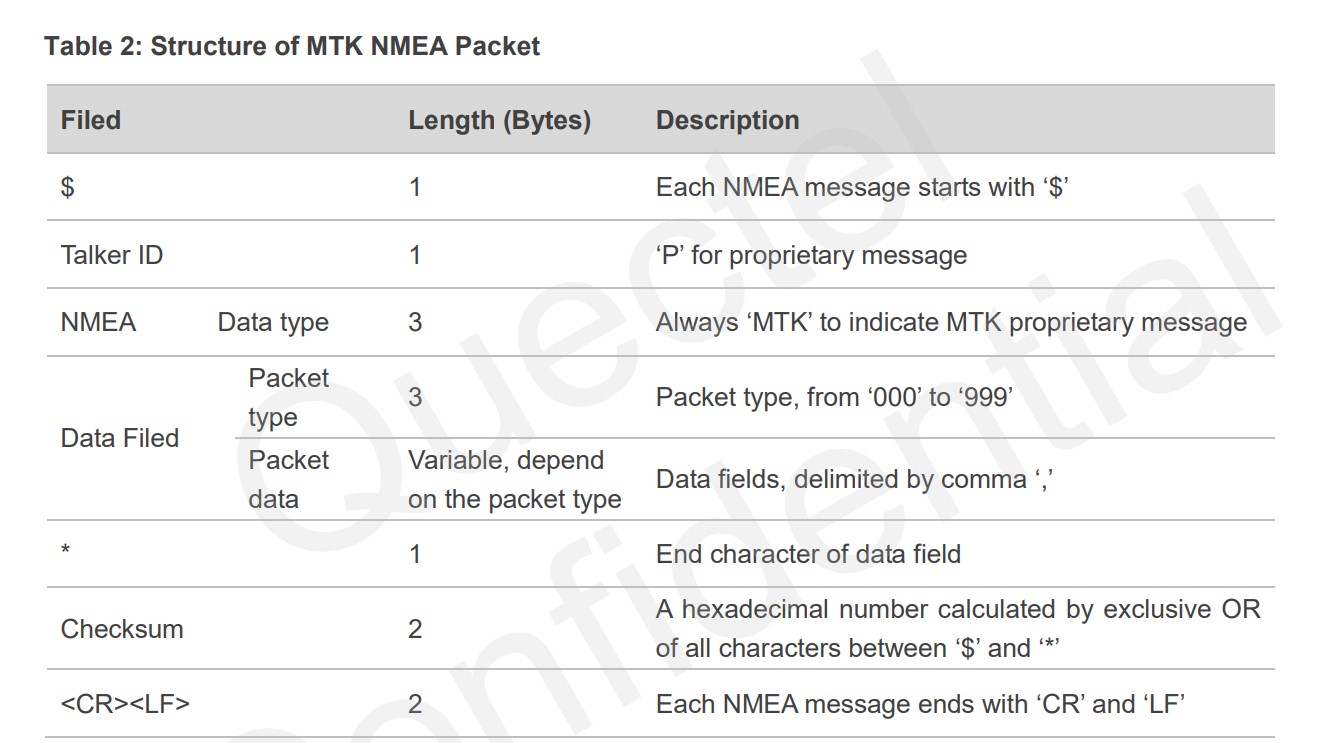 Table 2: Structure of MTK NMEA Packet
Filed Length (Bytes) Description
$ 1 Each NMEA message starts with ‘$’
Talker ID 1 ‘P’ for proprietary message
NMEA Data type 3 Always ‘MTK’ to indicate MTK proprietary message
Data Filed
Packet
type
3 Packet type, from ‘000’ to ‘999’
Packet
data
Variable, depend
on the packet type
Data fields, delimited by comma ‘,’
* 1 End character of data field
Checksum 2
A hexadecimal number calculated by exclusive OR
of all characters between ‘$’ and ‘*’
<CR><LF> 2 Each NMEA message ends with ‘CR’ and ‘LF’
Quectel
Confidential